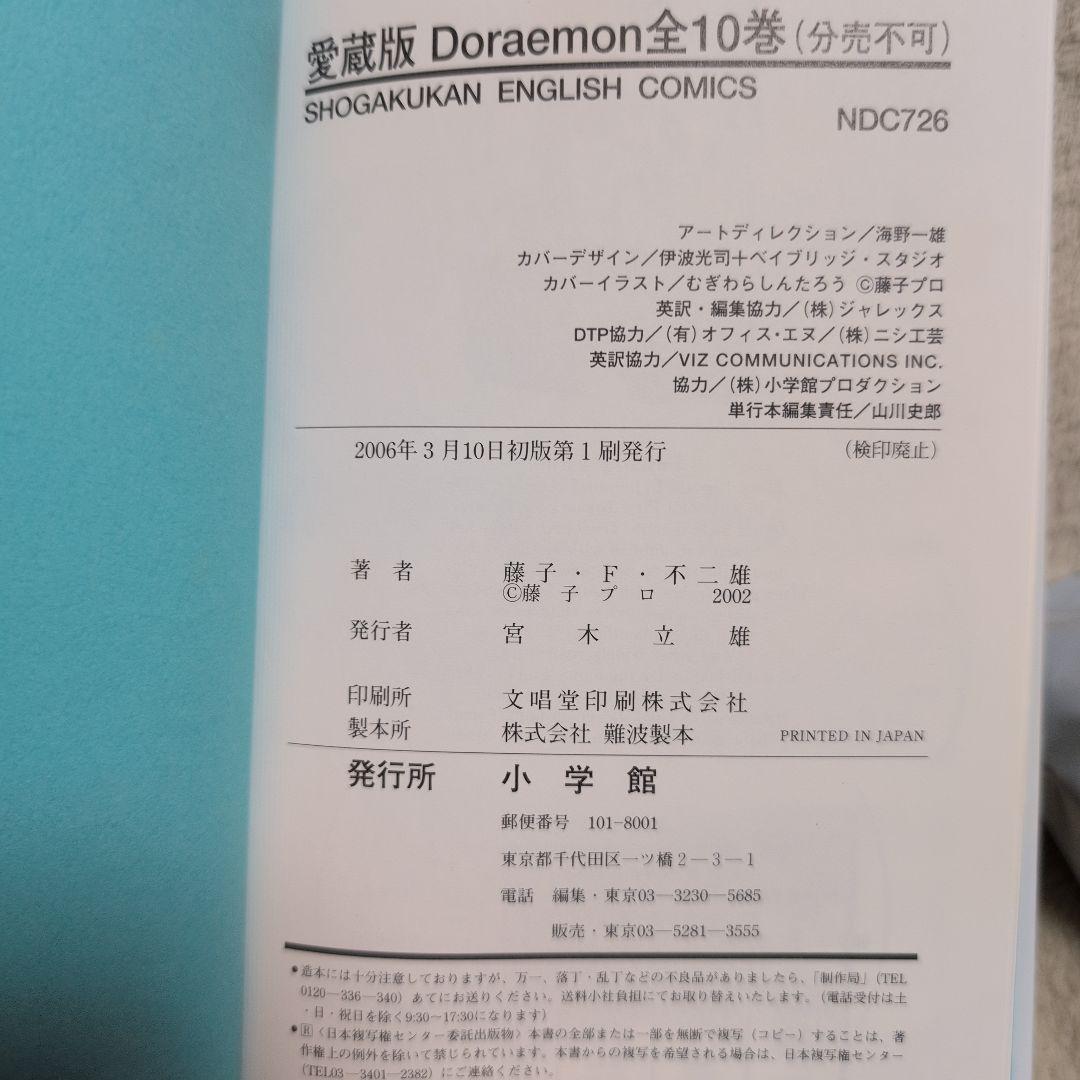 愛蔵版 Doraemon全10巻(分売不可)
SHOGAKUKAN ENGLISH COMICS
NDC726
アートディレクション/海野一雄
カバーデザイン/伊波光司+ベイブリッジ・スタジオ
カバーイラスト/むぎわらしんたろう ©藤子プロ
英訳・編集協力/(株)ジャレックス
DTP協力/(有)オフィス・エヌ/(株)ニシ工芸
英訳協力/VIZ COMMUNICATIONS INC.
協力/(株)小学館プロダクション
単行本編集責任/山川史郎
2006年3月10日初版第1刷発行 (検印廃止)
著者 藤子・F・不二雄
©藤子プロ 2002
発行者 宮木立雄
印刷所 文唱堂印刷株式会社
製本所 株式会社 難波製本 PRINTED IN JAPAN
発行所 小学館
郵便番号 101-8001
東京都千代田区一ツ橋2―3―1
電話 編集・東京03―3230―5685
販売・東京03―5281―3555
●造本には十分注意しておりますが、万一、落丁・乱丁などの不良品がありましたら、「制作局」(TEL
0120―336―340)あてにお送りください。送料小社負担にてお取り替えいたします。(電話受付は土
・日・祝日を除く9:30〜17:30になります)
●Ⓡ〈日本複写権センター委託出版物〉本書の全部または一部を無断で複写(コピー)することは、著
作権上の例外を除いて禁じられています。本書からの複写を希望される場合は、日本複写権センター
(TEL03―3401―2382)にご連絡ください。